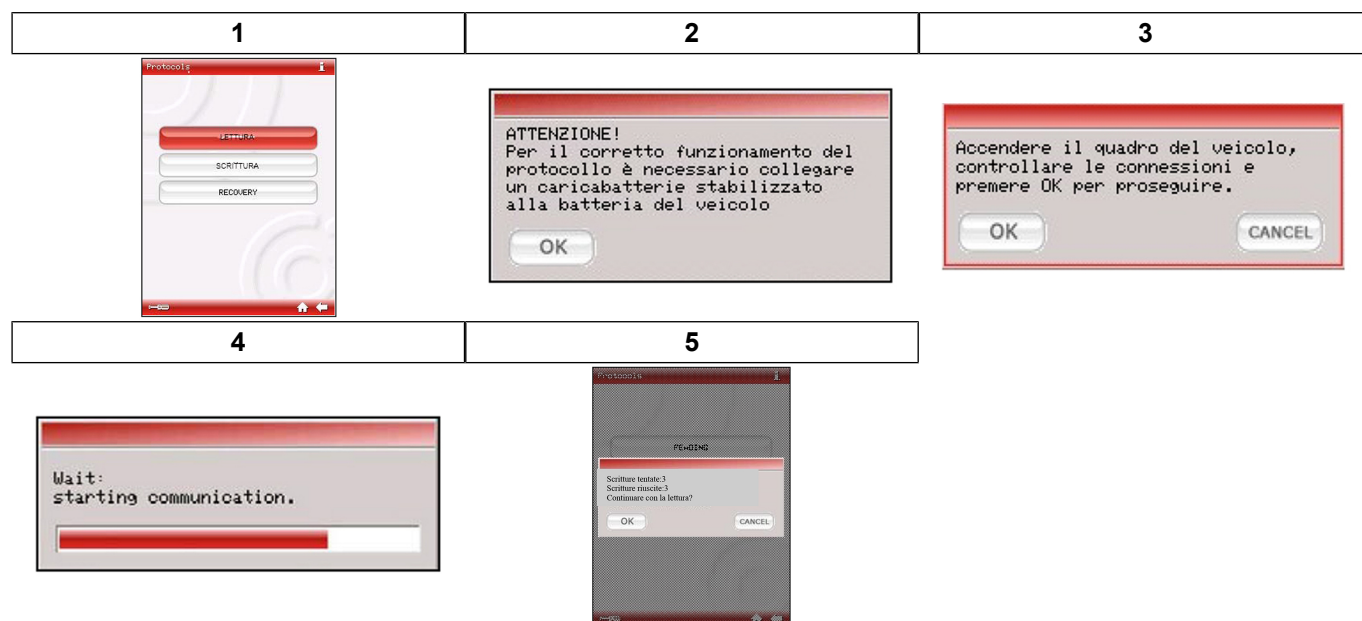 1
2
3
Protocols
i
LETTURA
SCRITTURA
RECOVERY
ATTENZIONE!
Per il corretto funzionamento del
protocollo è necessario collegare
un caricabatterie stabilizzato
alla batteria del veicolo
OK
Accendere il quadro del veicolo,
controllare le connessioni e
premere OK per proseguire.
OK CANCEL
4
5
Wait:
starting communication.
Protocols
i
READING
Scritture tentate:3
Scritture riuscite:3
Continuare con la lettura?
OK CANCEL